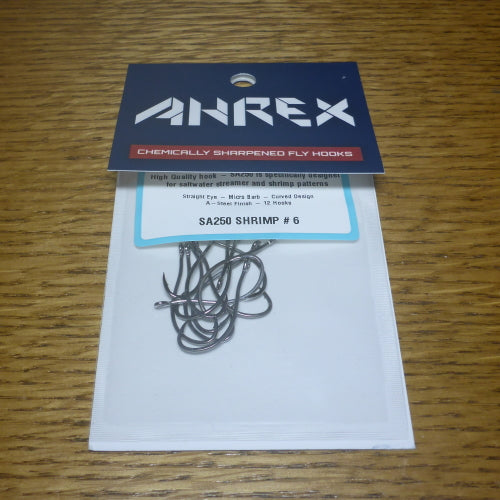 AHREX
CHEMICALLY SHARPENED FLY HOOKS
High Quality hook – SA250 is specifically designed
for saltwater streamer and shrimp patterns
Straight Eye – Micro Barb – Curved Design
A–Steel Finish – 12 Hooks
SA250 SHRIMP # 6